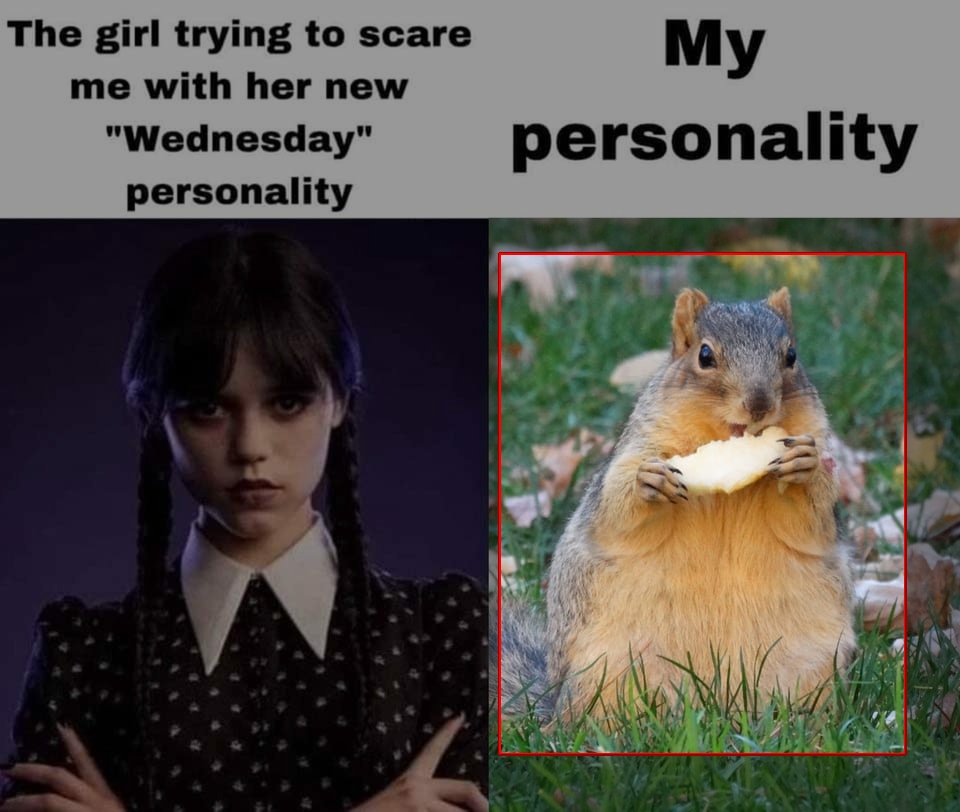 The girl trying to scare
me with her new
"Wednesday"
personality
My
personality